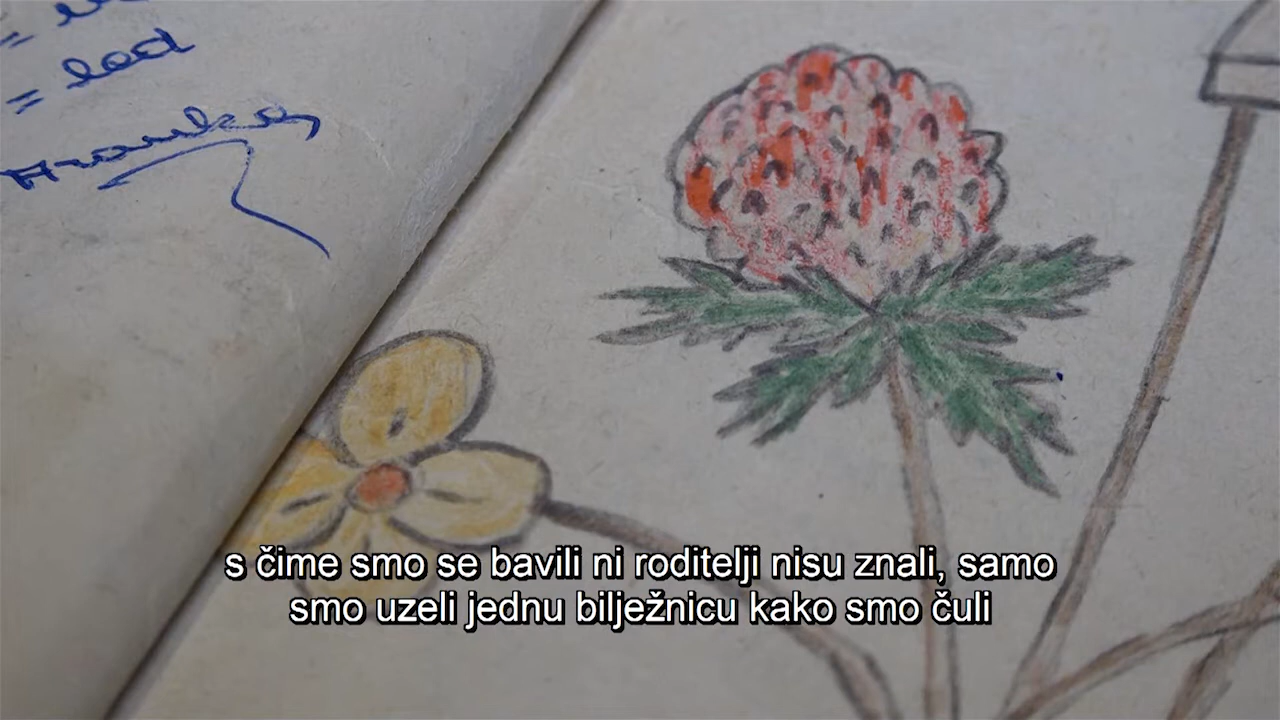 = led
s čime smo se bavili ni roditelji nisu znali, samo
smo uzeli jednu bilježnicu kako smo čuli